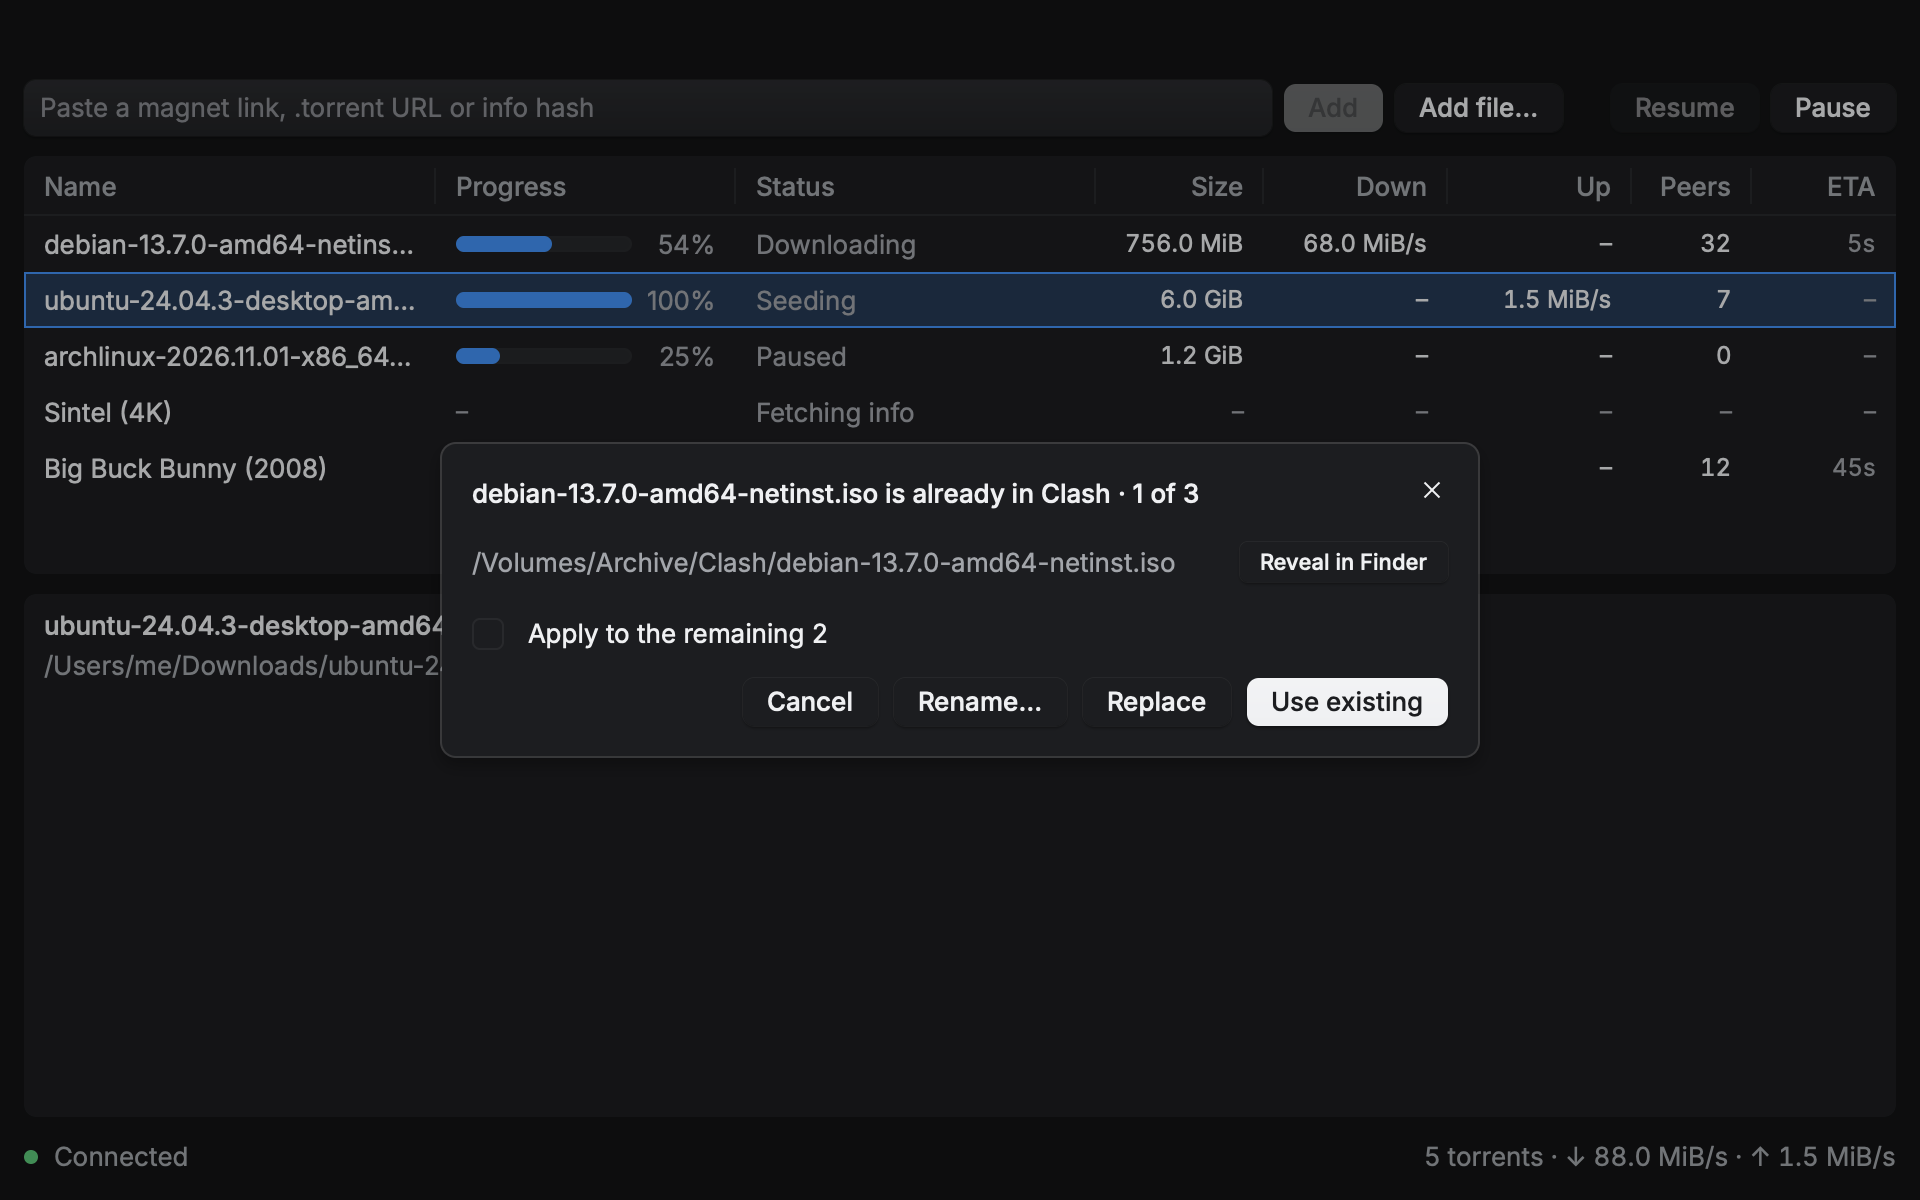 Paste a magnet link, .torrent URL or info hash Add Add file... Resume Pause
Name Progress Status Size Down Up Peers ETA
debian-13.7.0-amd64-netins... 54% Downloading 756.0 MiB 68.0 MiB/s – 32 5s
ubuntu-24.04.3-desktop-am... 100% Seeding 6.0 GiB – 1.5 MiB/s 7 –
archlinux-2026.11.01-x86_64... 25% Paused 1.2 GiB – – 0 –
Sintel (4K) – Fetching info – – – – –
Big Buck Bunny (2008) – 12 45s
debian-13.7.0-amd64-netinst.iso is already in Clash · 1 of 3
/Volumes/Archive/Clash/debian-13.7.0-amd64-netinst.iso Reveal in Finder
Apply to the remaining 2
Cancel Rename... Replace Use existing
ubuntu-24.04.3-desktop-amd64
/Users/me/Downloads/ubuntu-24
Connected 5 torrents · ↓ 88.0 MiB/s · ↑ 1.5 MiB/s